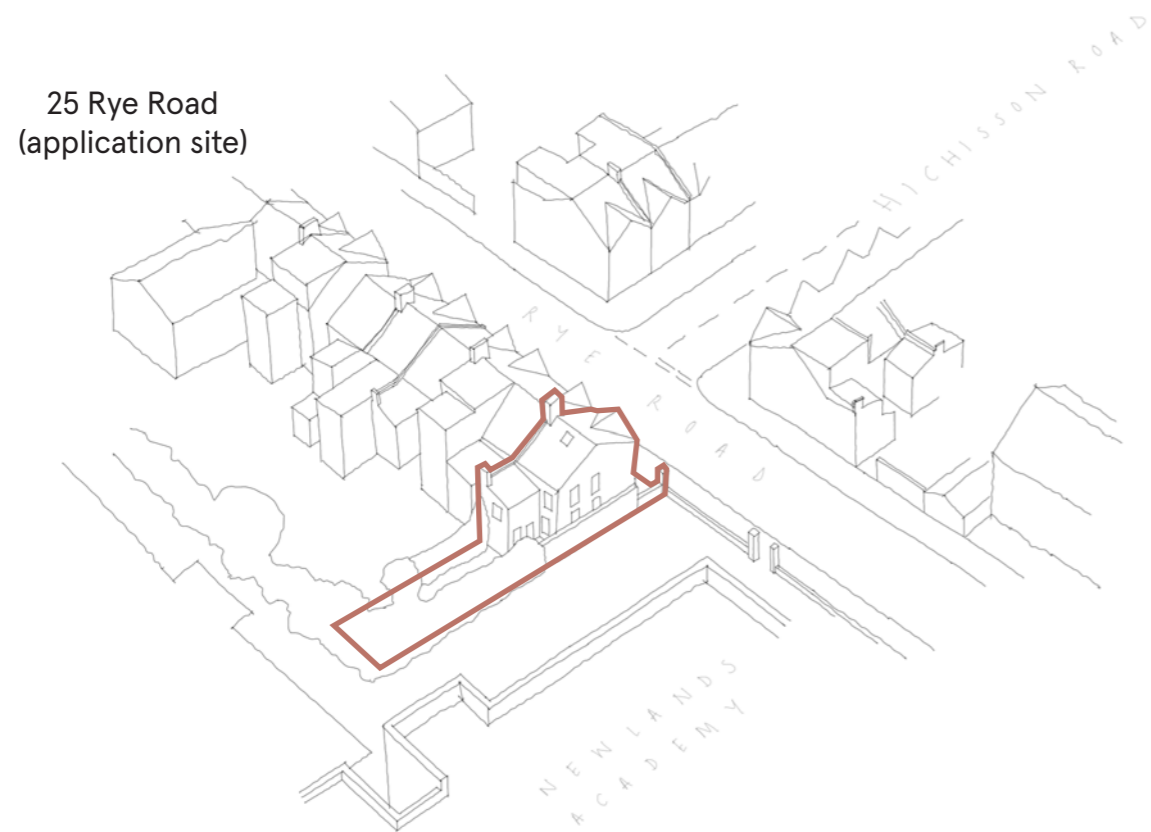 25 Rye Road
(application site)
HICHISSON ROAD
RYE ROAD
NEWLANDS
ACADEMY